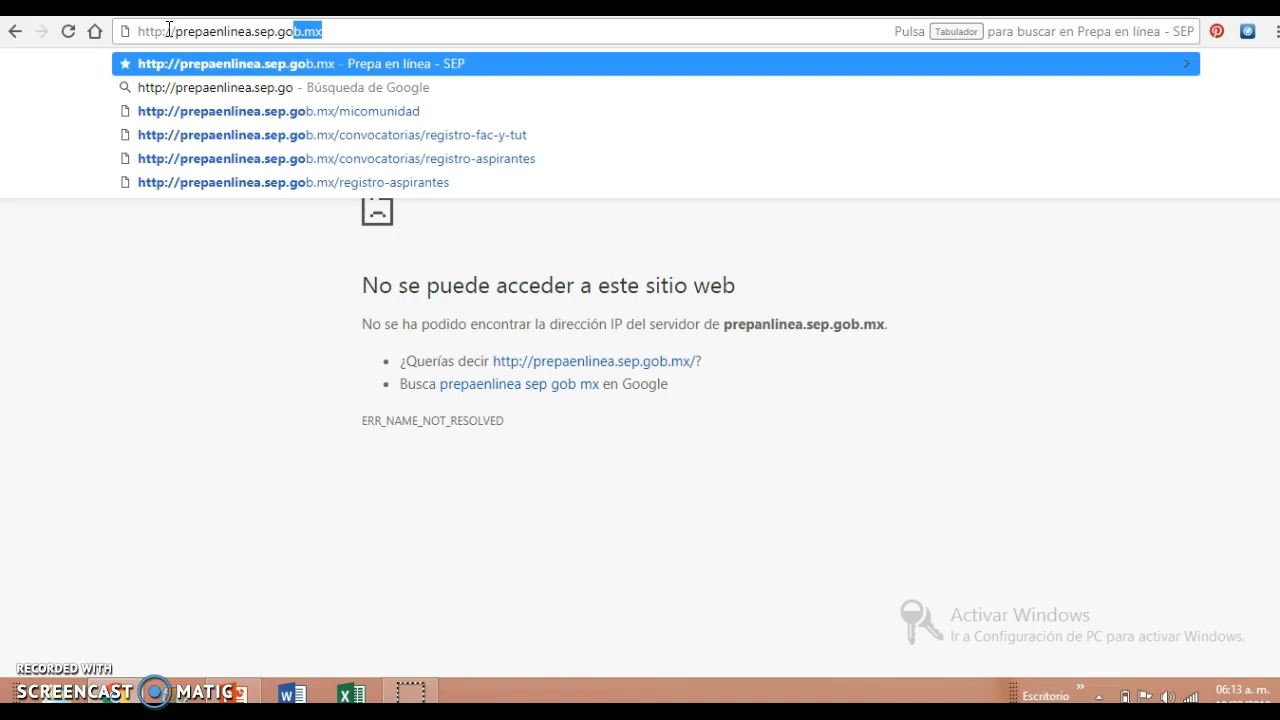 http://prepaenlinea.sep.gob.mx Pulsa Tabulador para buscar en Prepa en línea - SEP
http://prepaenlinea.sep.gob.mx - Prepa en línea - SEP
http://prepaenlinea.sep.go - Búsqueda de Google
http://prepaenlinea.sep.gob.mx/micomunidad
http://prepaenlinea.sep.gob.mx/convocatorias/registro-fac-y-tut
http://prepaenlinea.sep.gob.mx/convocatorias/registro-aspirantes
http://prepaenlinea.sep.gob.mx/registro-aspirantes
No se puede acceder a este sitio web
No se ha podido encontrar la dirección IP del servidor de prepanlinea.sep.gob.mx.
• ¿Querías decir http://prepaenlinea.sep.gob.mx/?
• Busca prepaenlinea sep gob mx en Google
ERR_NAME_NOT_RESOLVED
Activar Windows
Ir a Configuración de PC para activar Windows.
RECORDED WITH
SCREENCAST MATIC
Escritorio
06:13 a. m.